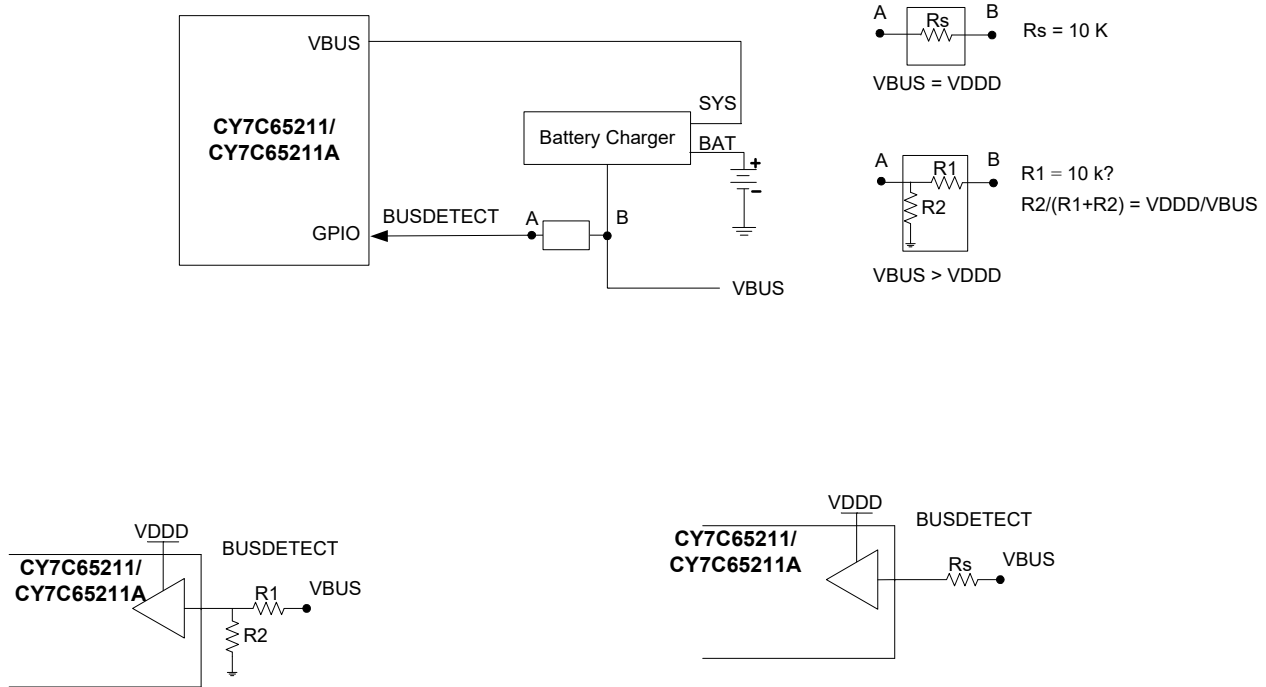 VBUS
CY7C65211/
CY7C65211A
GPIO
BUSDETECT
A
B
Battery Charger
SYS
BAT
+
-
VBUS
A
B
Rs
Rs = 10 K
VBUS = VDDD
A
B
R1
R2
R1 = 10 k?
R2/(R1+R2) = VDDD/VBUS
VBUS > VDDD
VDDD
CY7C65211/
CY7C65211A
BUSDETECT
R1
VBUS
R2
VDDD
CY7C65211/
CY7C65211A
BUSDETECT
Rs
VBUS